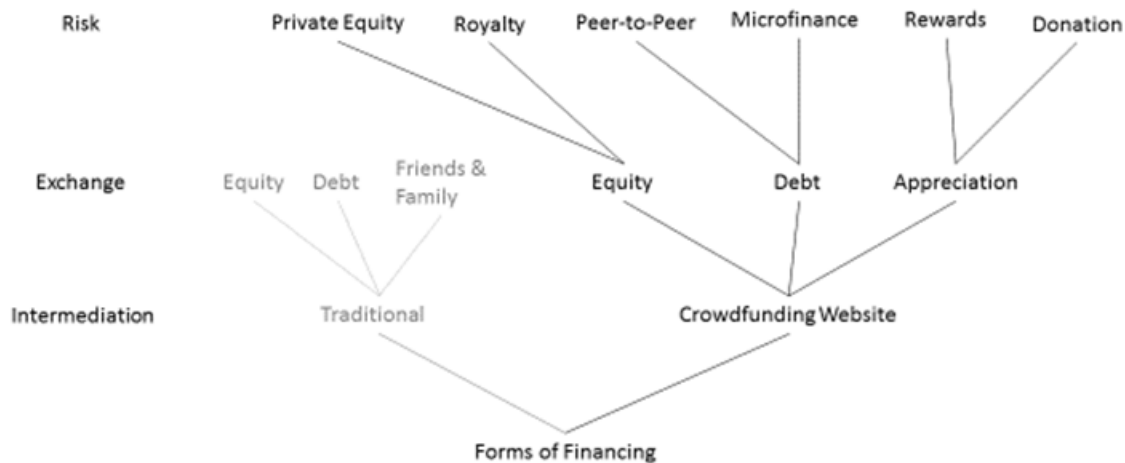 Risk Private Equity Royalty Peer-to-Peer Microfinance Rewards Donation
Exchange Equity Debt Friends &
Family Equity Debt Appreciation
Intermediation Traditional Crowdfunding Website
Forms of Financing